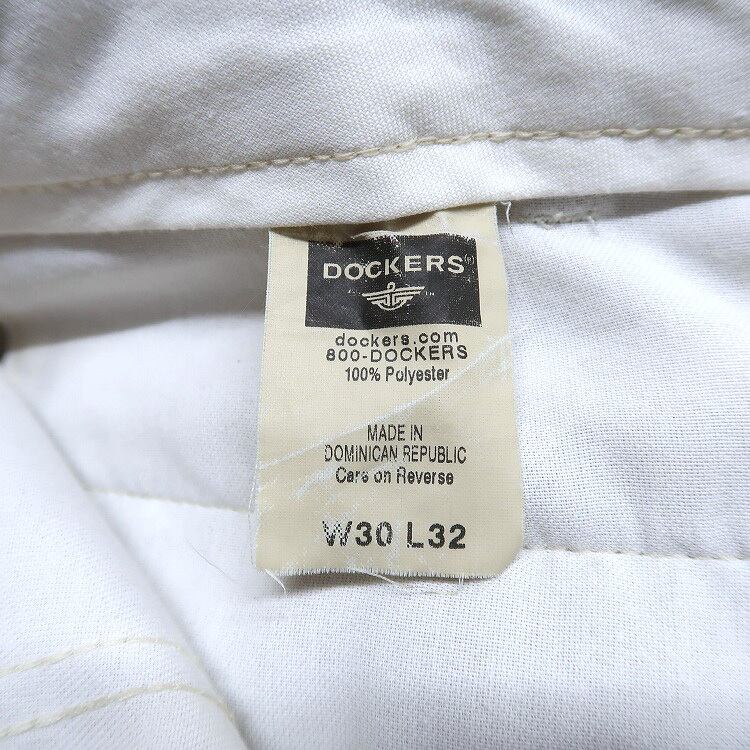 DOCKERS®
dockers.com
800-DOCKERS
100% Polyester
MADE IN
DOMINICAN REPUBLIC
Care on Reverse
W30 L32